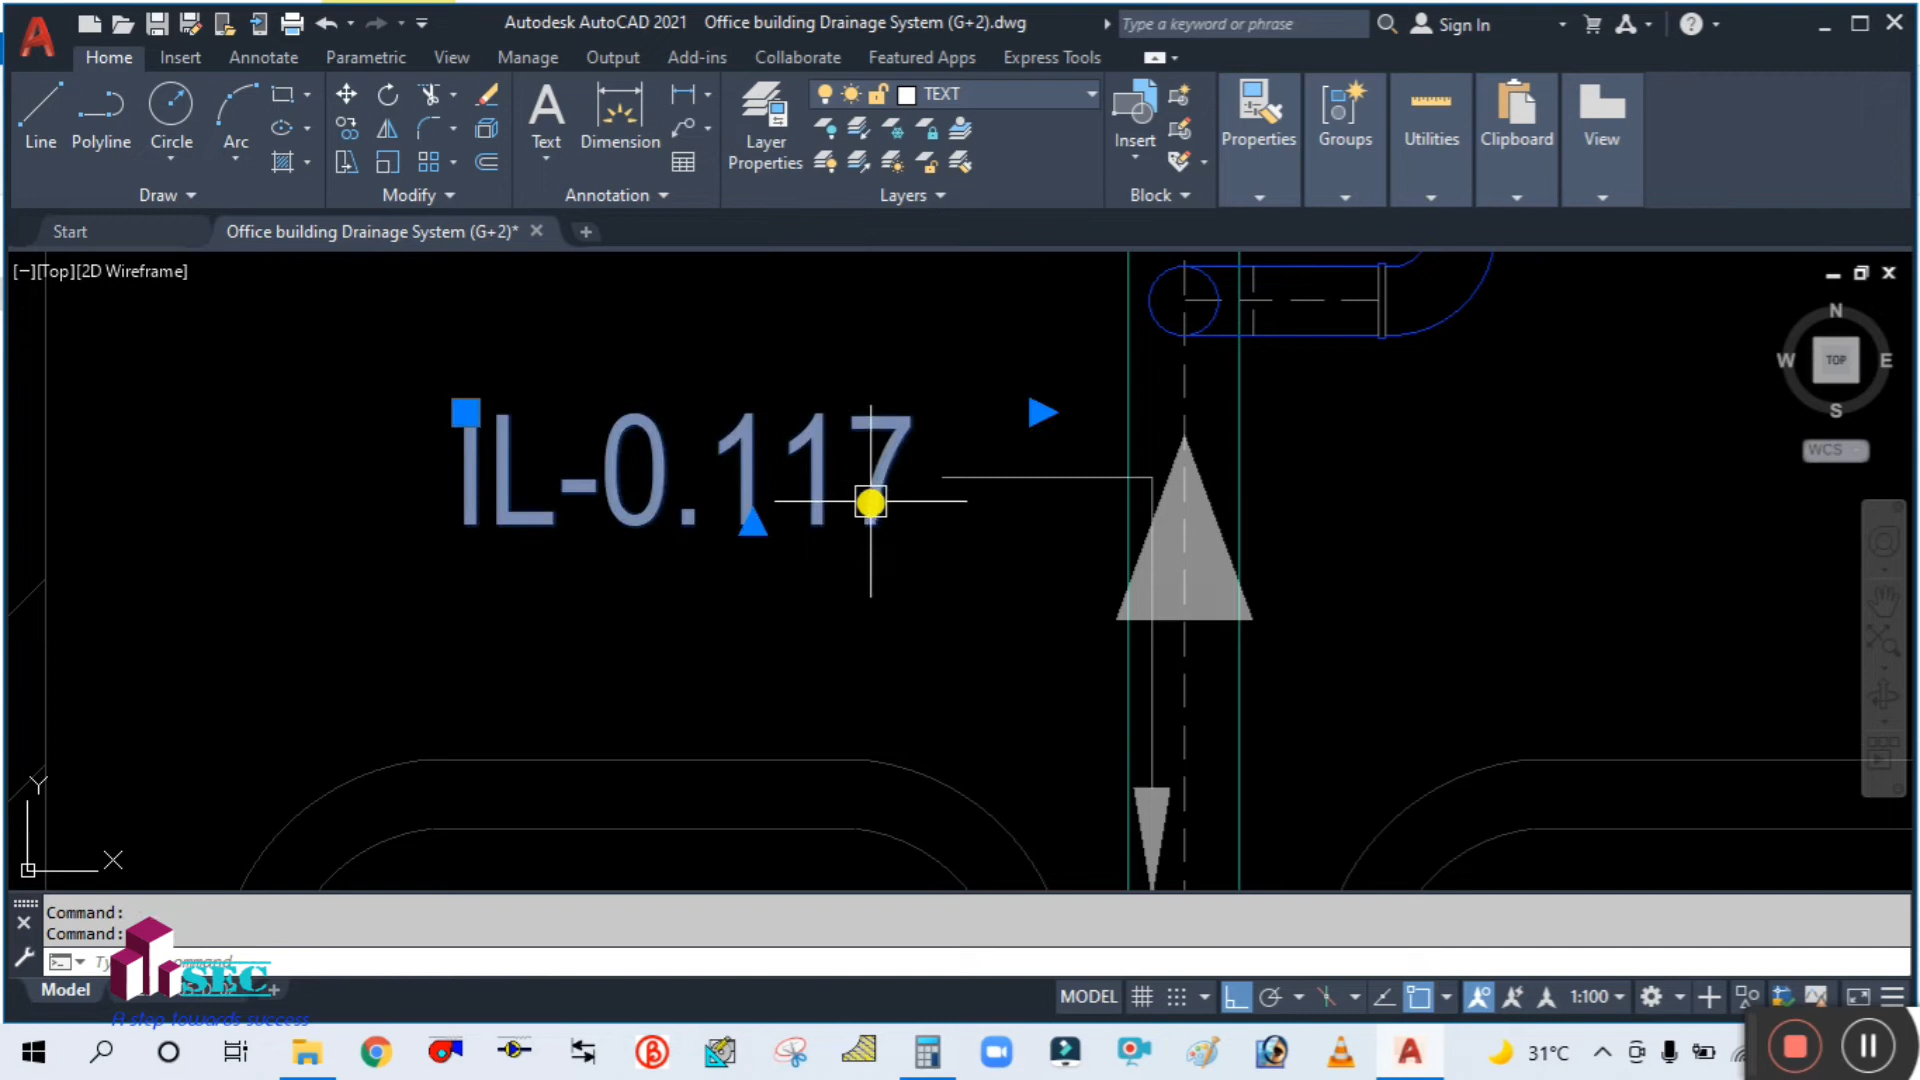 Autodesk AutoCAD 2021 Office building Drainage System (G+2).dwg
Type a keyword or phrase
Sign In
Home Insert Annotate Parametric View Manage Output Add-ins Collaborate Featured Apps Express Tools
TEXT
Line Polyline Circle Arc
Text Dimension
Layer Properties
Insert
Properties Groups Utilities Clipboard View
Draw Modify Annotation Layers Block
Start
Office building Drainage System (G+2)*
[−][Top][2D Wireframe]
N
W TOP E
S
WCS
IL-0.117
Y
X
Command:
Command:
SEC
Model
MODEL 1:100
A step towards success
31°C